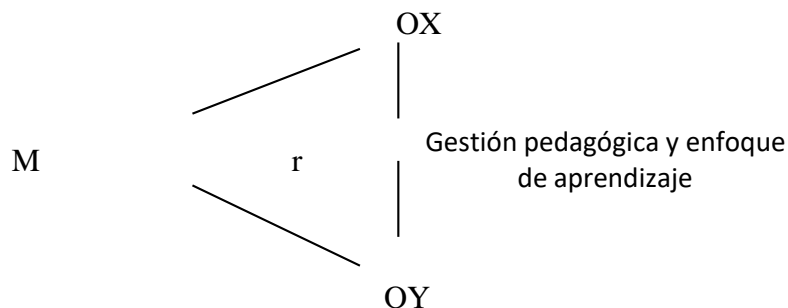 OX
M
r
Gestión pedagógica y enfoque
de aprendizaje
OY